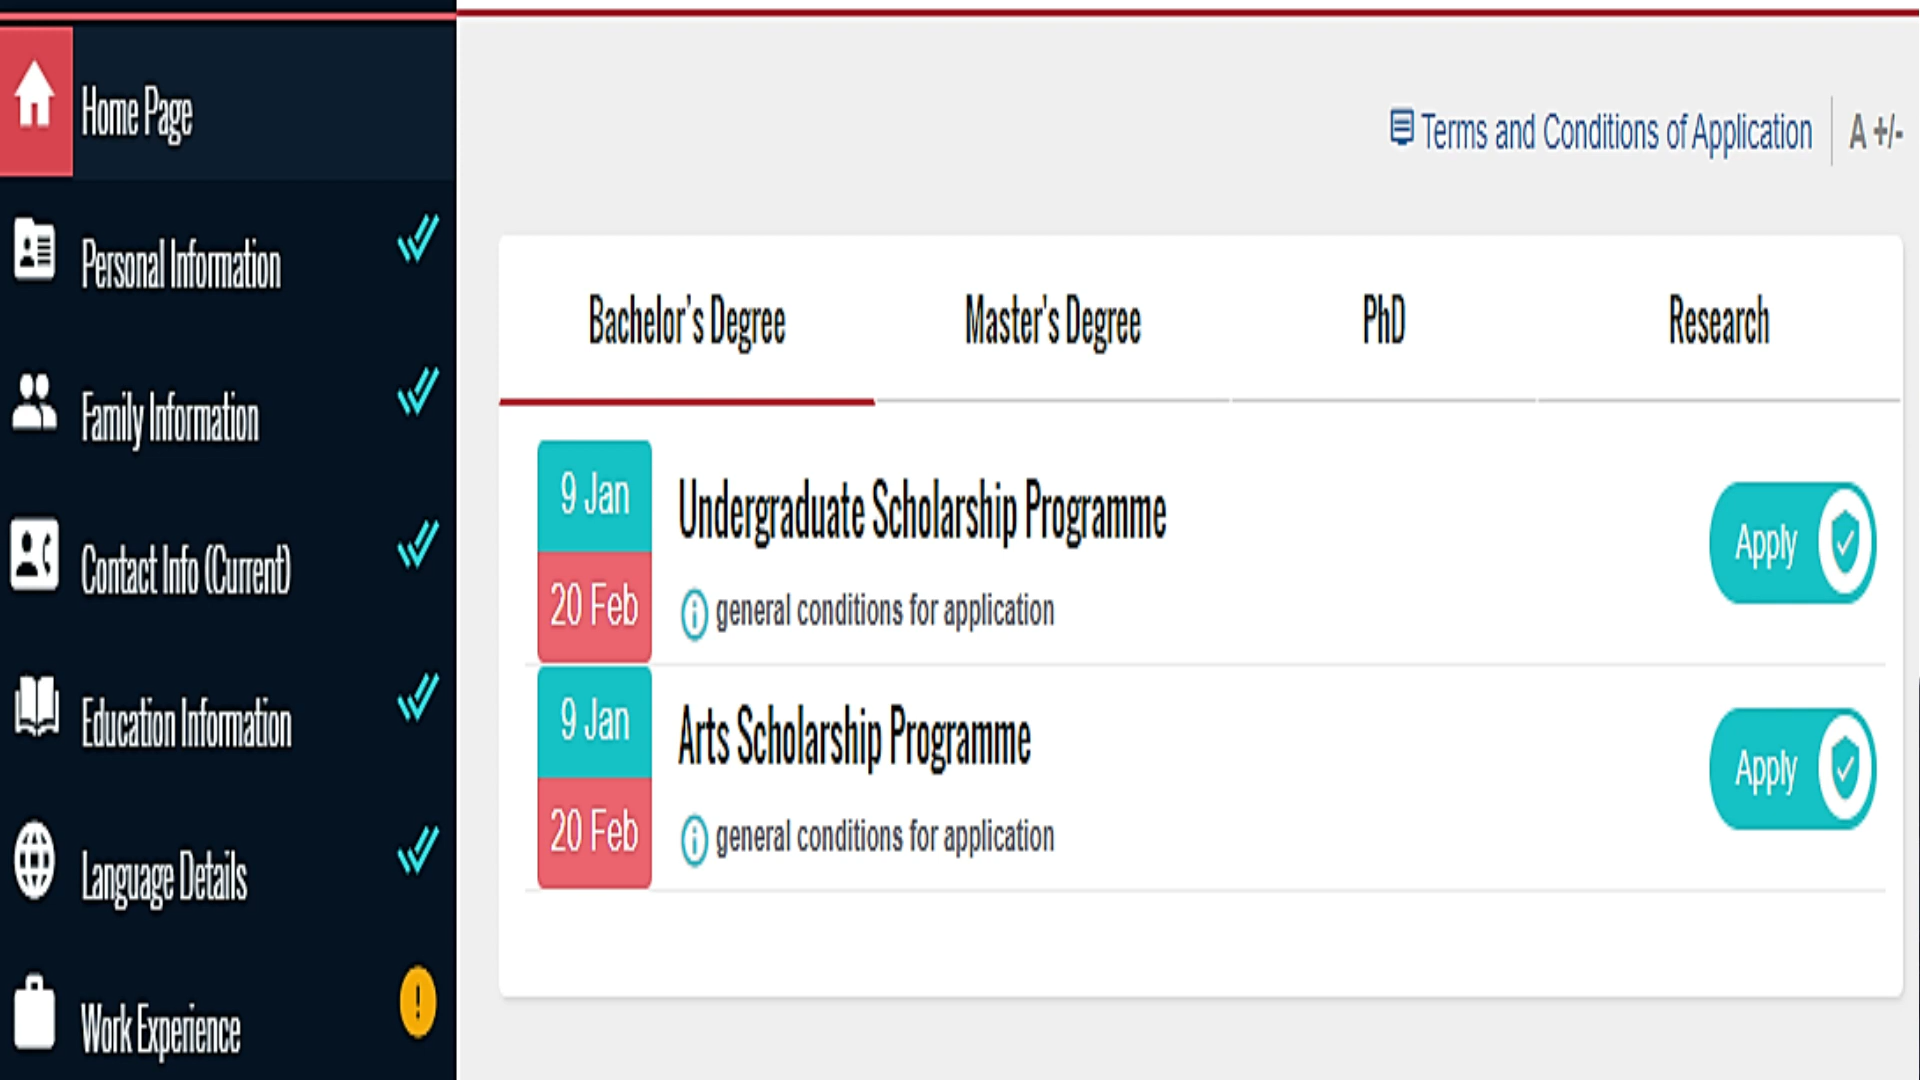 Home Page
Personal Information
Family Information
Contact Info (Current)
Education Information
Language Details
Work Experience
Terms and Conditions of Application
A +/-
Bachelor's Degree
Master's Degree
PhD
Research
9 Jan
20 Feb
Undergraduate Scholarship Programme
general conditions for application
Apply
9 Jan
20 Feb
Arts Scholarship Programme
general conditions for application
Apply